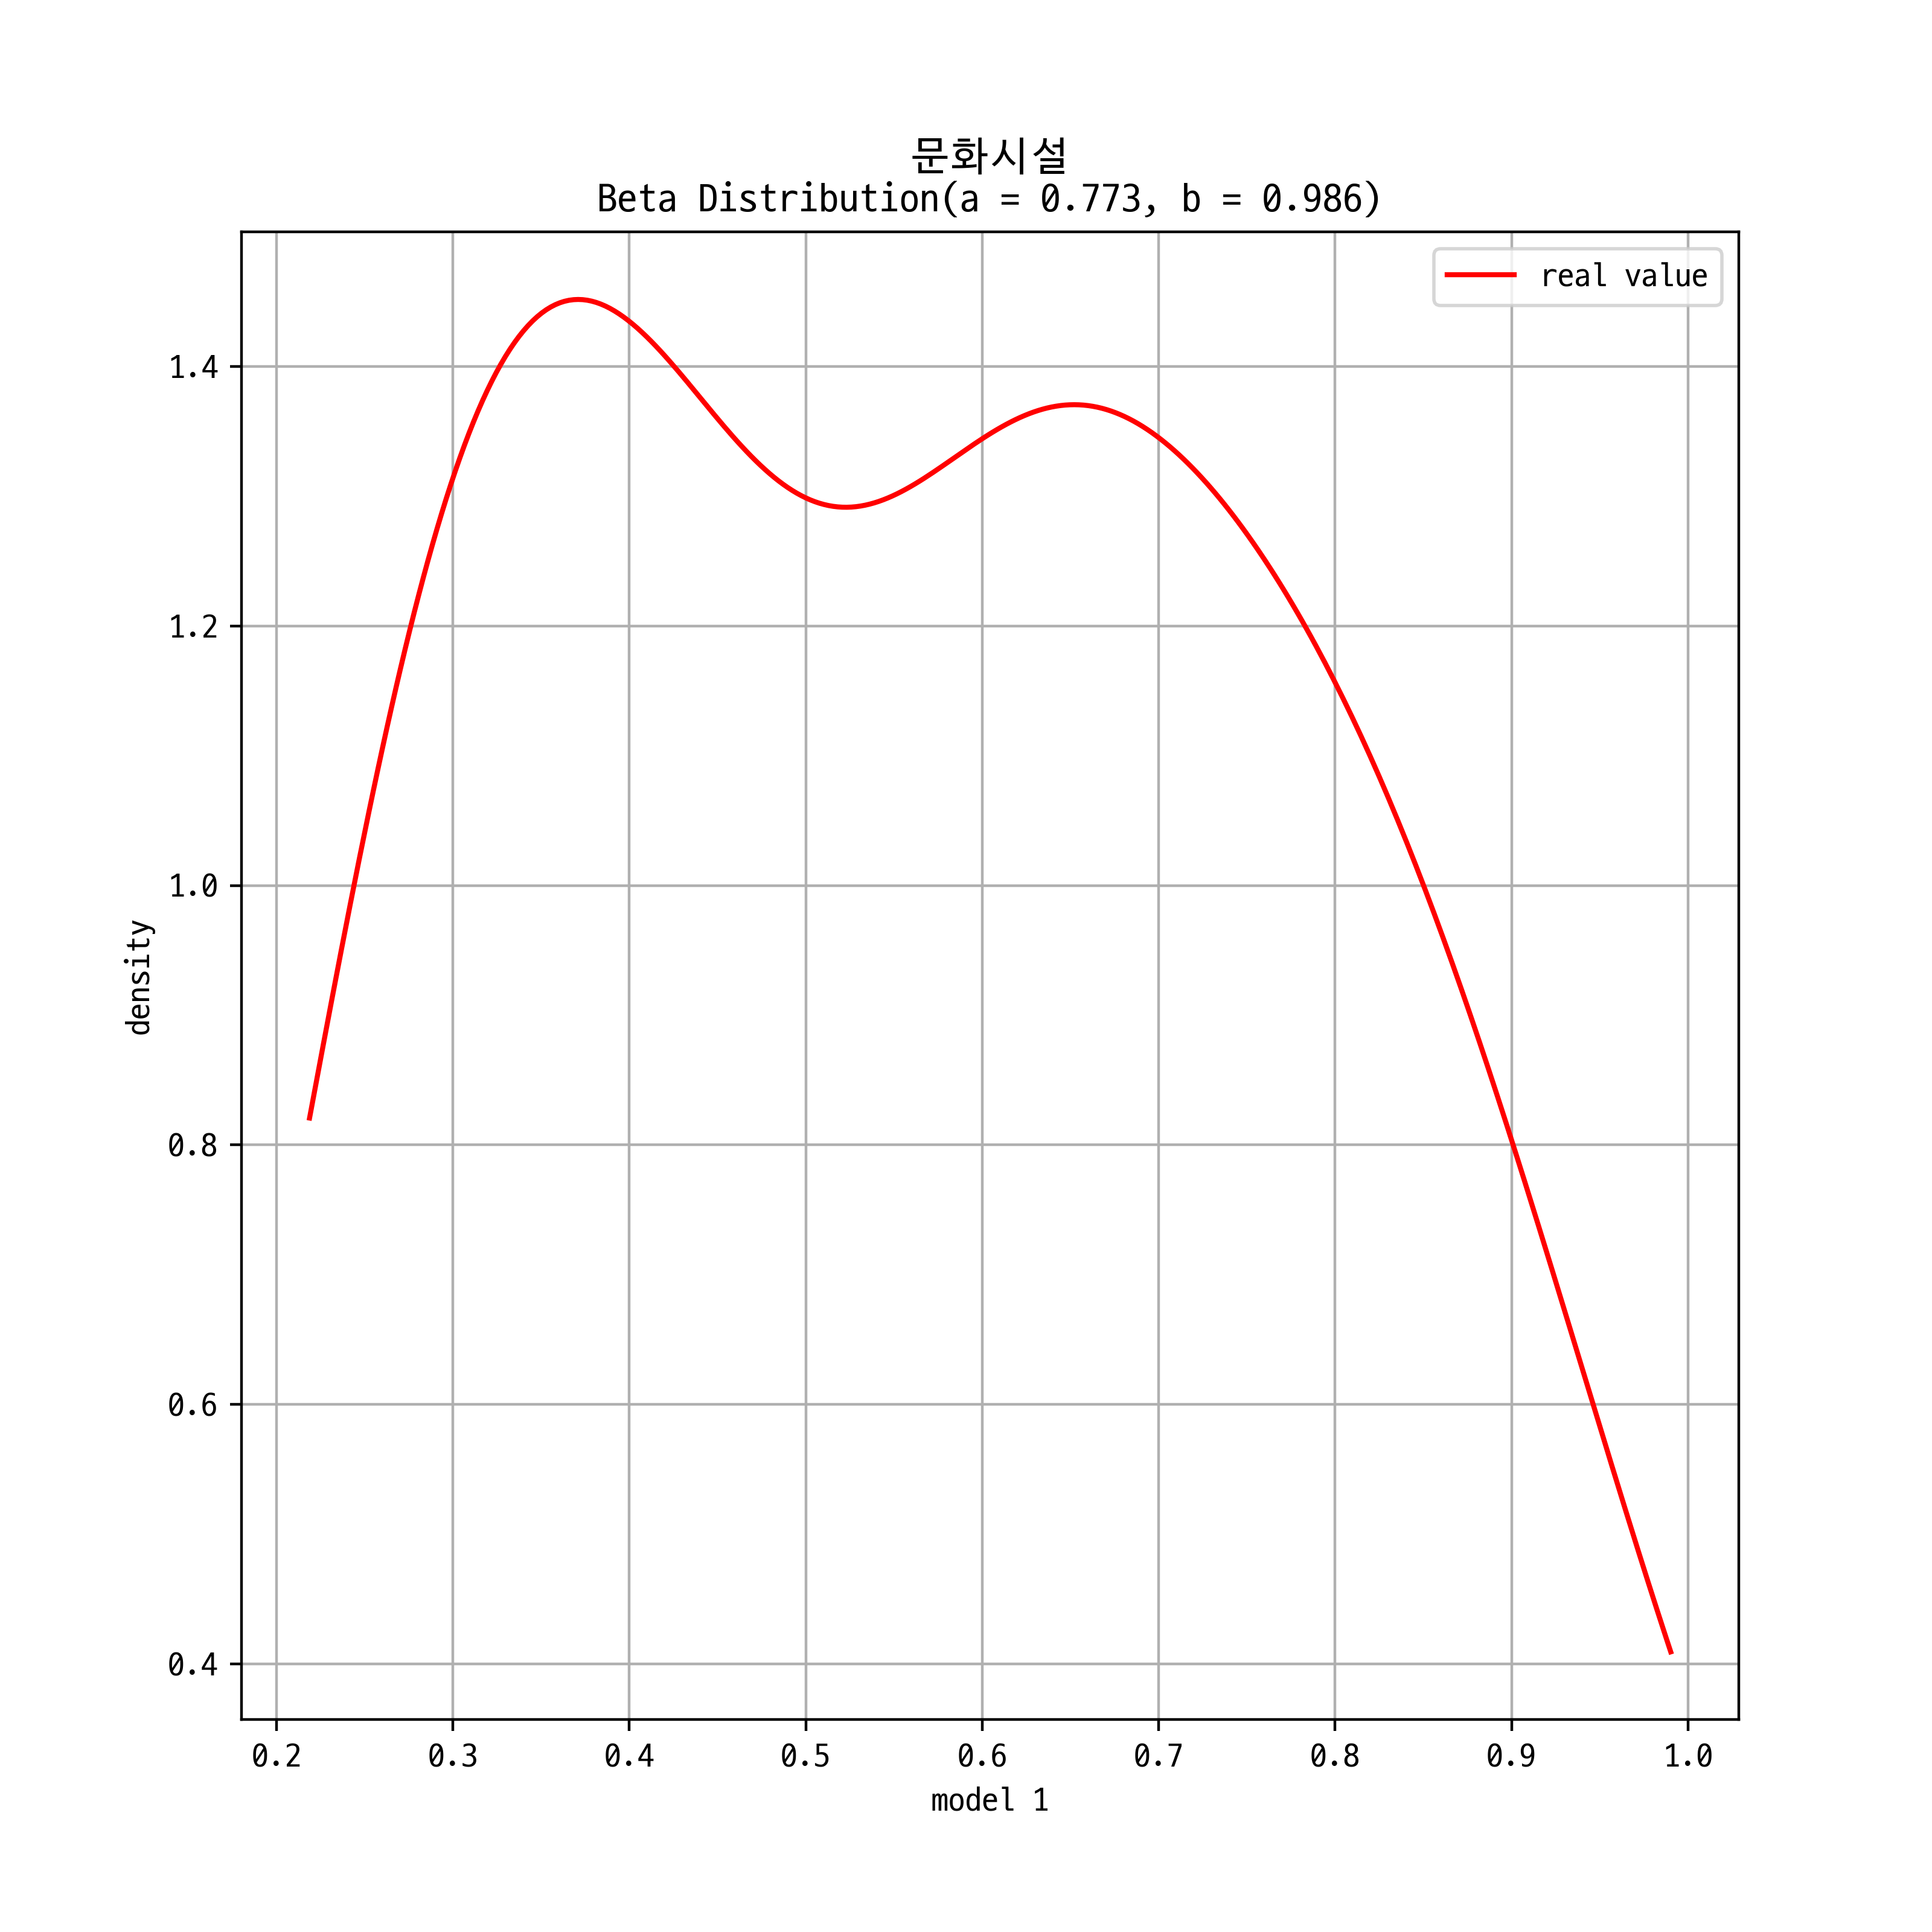 문화시설
Beta Distribution(a = 0.773, b = 0.986)
real value
1.4
1.2
1.0
0.8
0.6
0.4
density
0.2 0.3 0.4 0.5 0.6 0.7 0.8 0.9 1.0
model 1